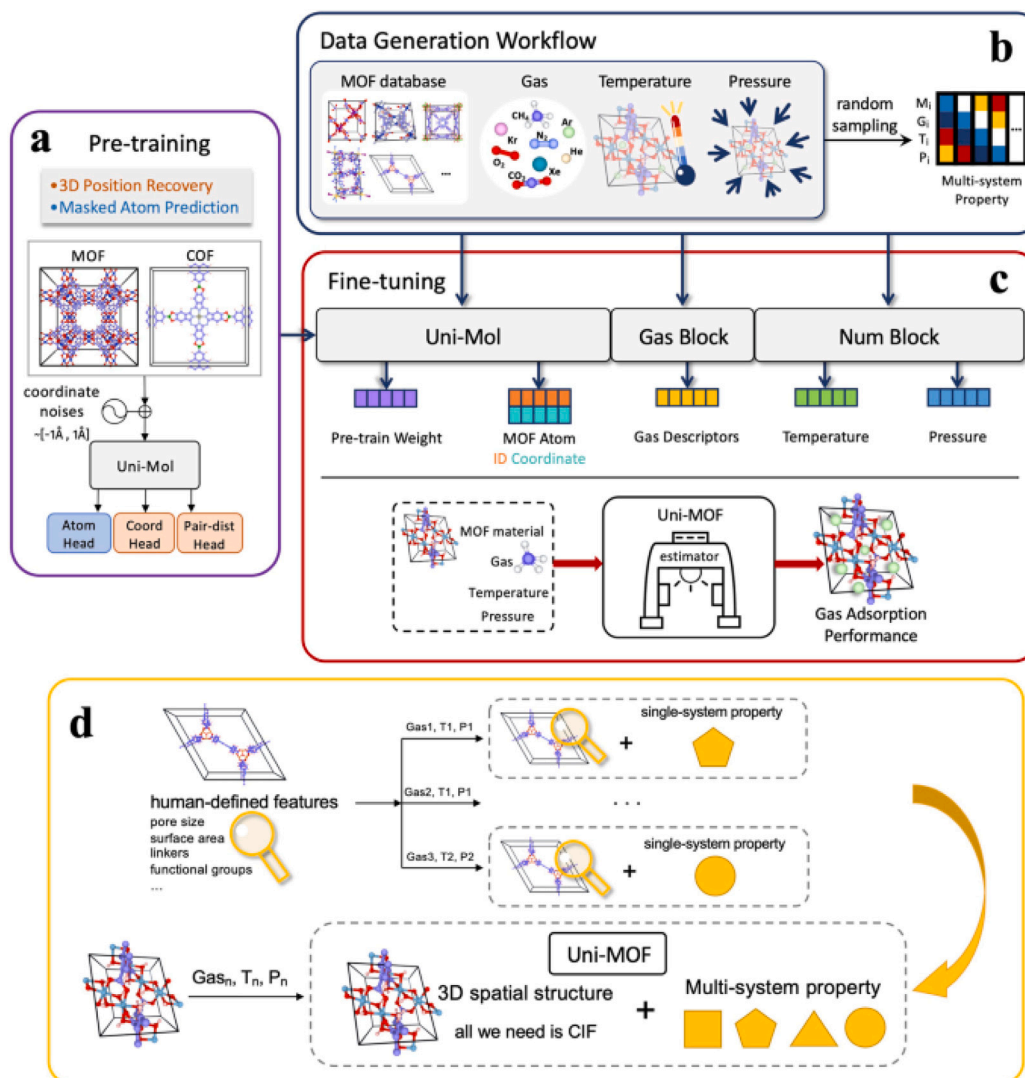 a
Pre-training
•3D Position Recovery
•Masked Atom Prediction
MOF
COF
coordinate
noises
~[-1Å , 1Å]
Uni-Mol
Atom
Head
Coord
Head
Pair-dist
Head
Data Generation Workflow
b
MOF database
Gas
Temperature
Pressure
CH₄
Ar
Kr
N₂
He
O₂
Xe
CO₂
...
random
sampling
Mᵢ
Gᵢ
Tᵢ
Pᵢ
...
Multi-system
Property
Fine-tuning
c
Uni-Mol
Gas Block
Num Block
Pre-train Weight
MOF Atom
ID Coordinate
Gas Descriptors
Temperature
Pressure
MOF material
Gas
Temperature
Pressure
Uni-MOF
estimator
Gas Adsorption
Performance
d
human-defined features
pore size
surface area
linkers
functional groups
...
Gas1, T1, P1
single-system property
+
Gas2, T1, P1
. . .
Gas3, T2, P2
single-system property
+
Gasₙ, Tₙ, Pₙ
Uni-MOF
3D spatial structure
all we need is CIF
+
Multi-system property